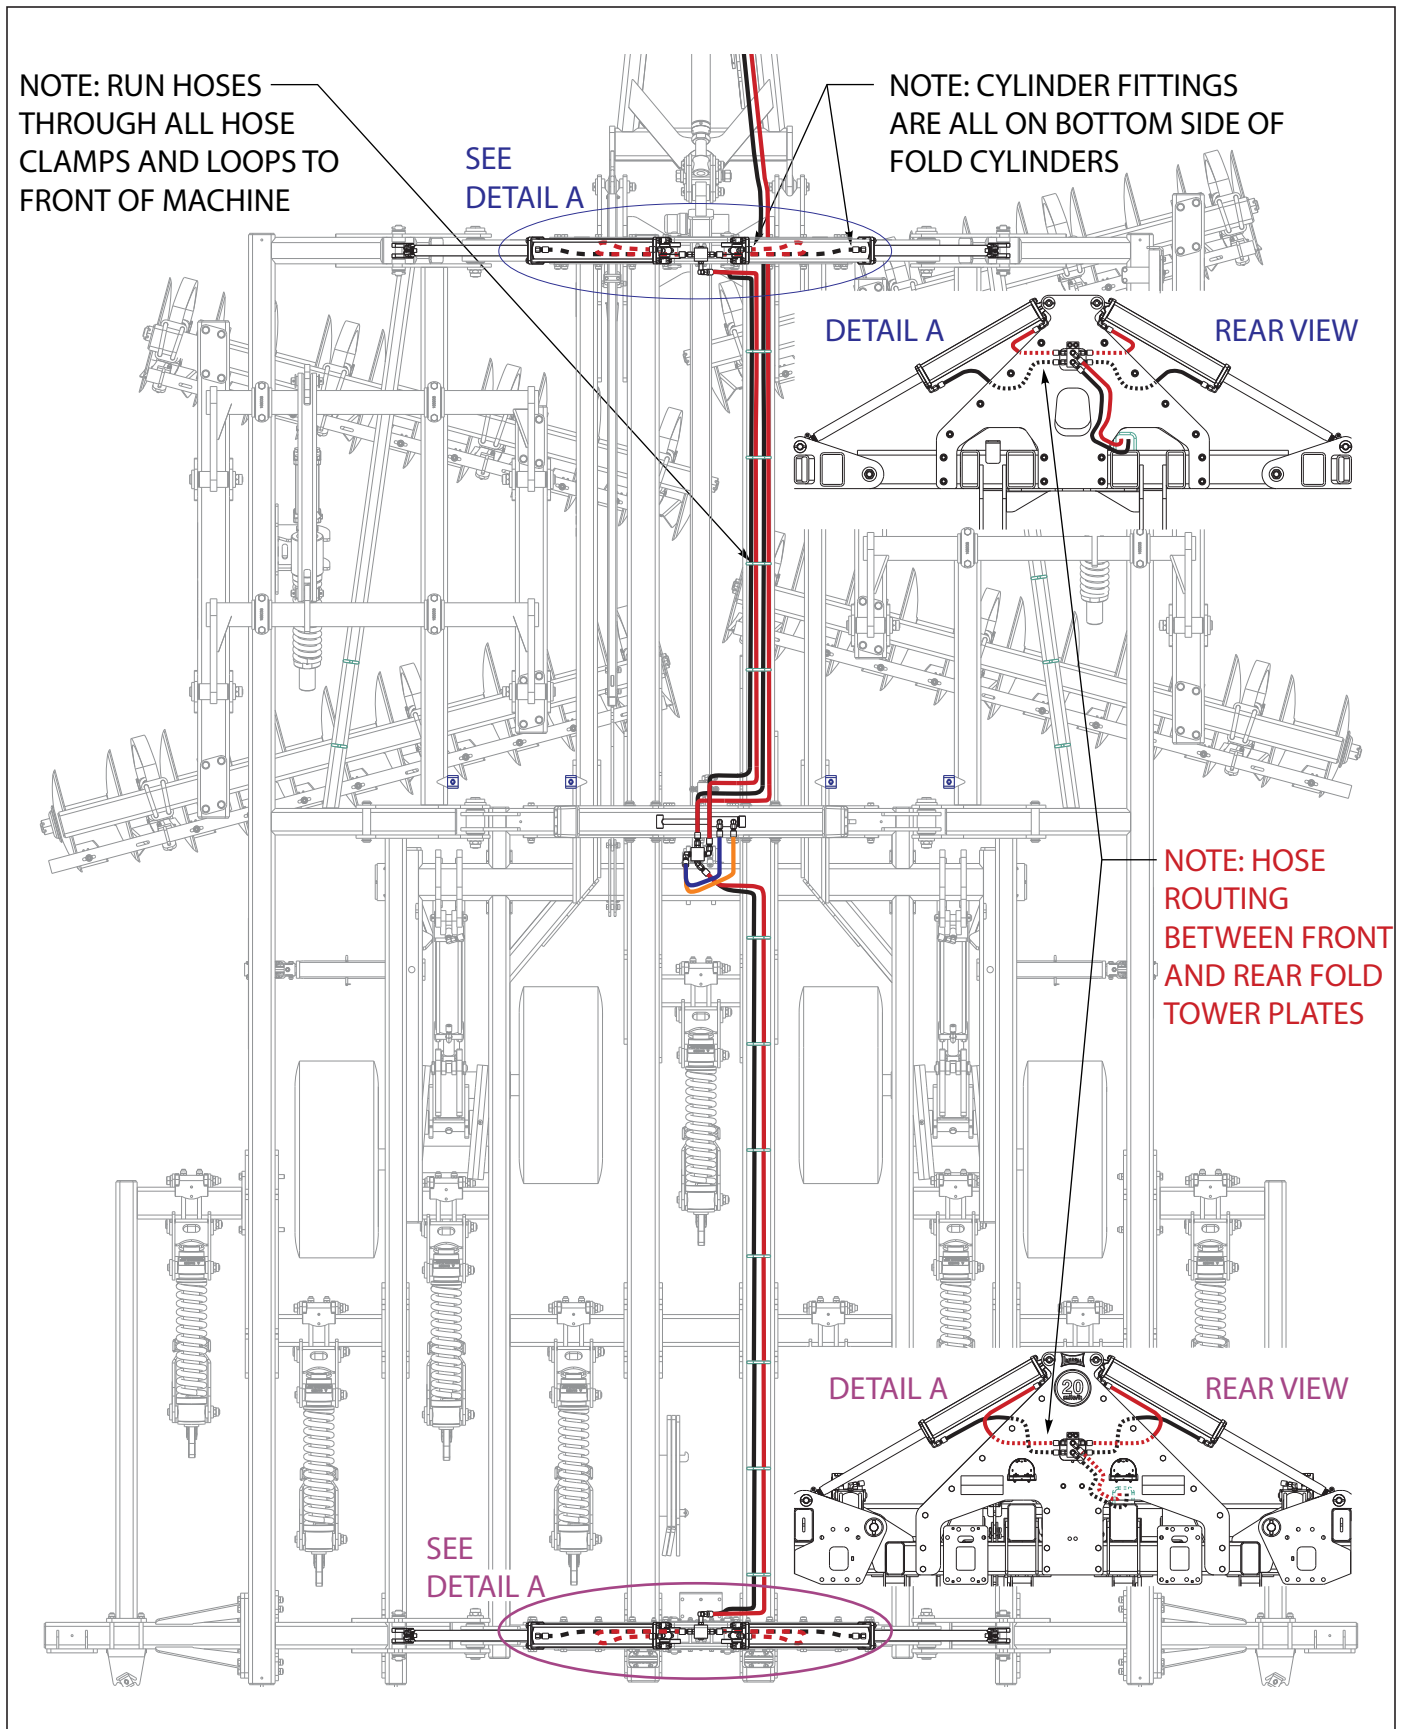 NOTE: RUN HOSES
THROUGH ALL HOSE
CLAMPS AND LOOPS TO
FRONT OF MACHINE
SEE
DETAIL A
NOTE: CYLINDER FITTINGS
ARE ALL ON BOTTOM SIDE OF
FOLD CYLINDERS
DETAIL A
REAR VIEW
NOTE: HOSE
ROUTING
BETWEEN FRONT
AND REAR FOLD
TOWER PLATES
DETAIL A
REAR VIEW
20
SEE
DETAIL A